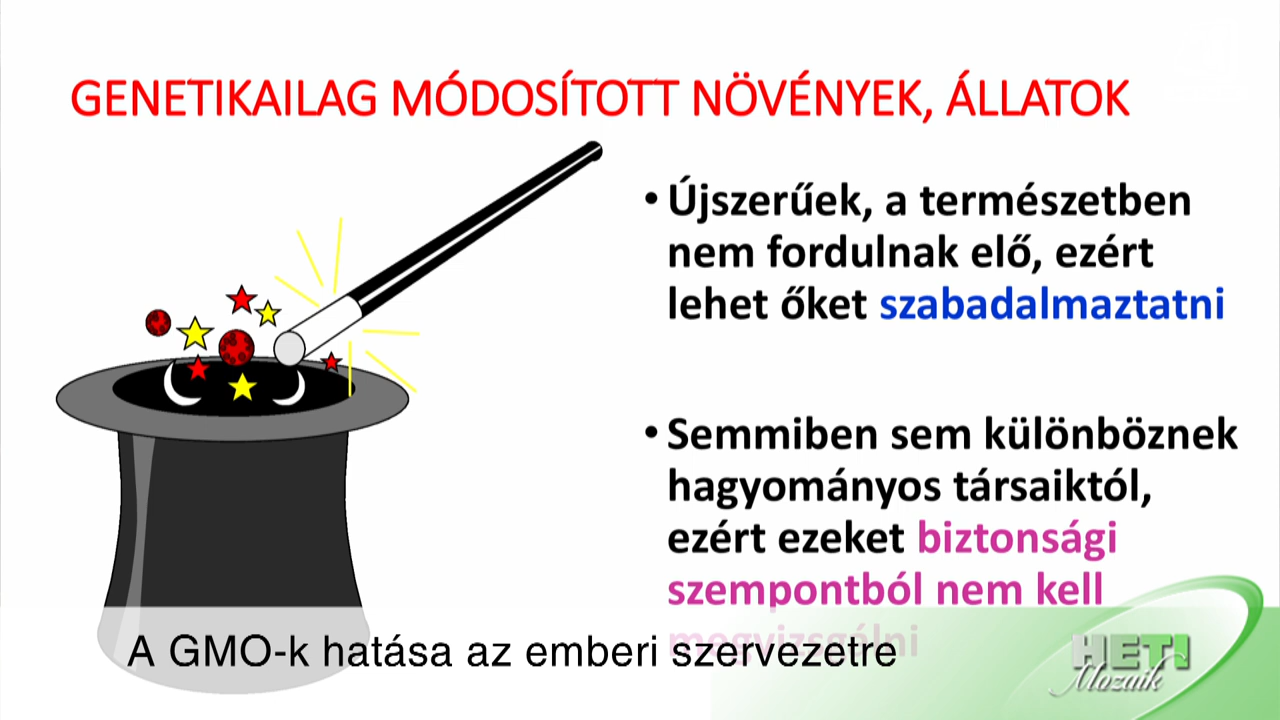 GENETIKAILAG MÓDOSÍTOTT NÖVÉNYEK, ÁLLATOK
• Újszerűek, a természetben
nem fordulnak elő, ezért
lehet őket szabadalmaztatni
• Semmiben sem különböznek
hagyományos társaiktól,
ezért ezeket biztonsági
szempontból nem kell
megvizsgálni
A GMO-k hatása az emberi szervezetre
HETI
Mozaik